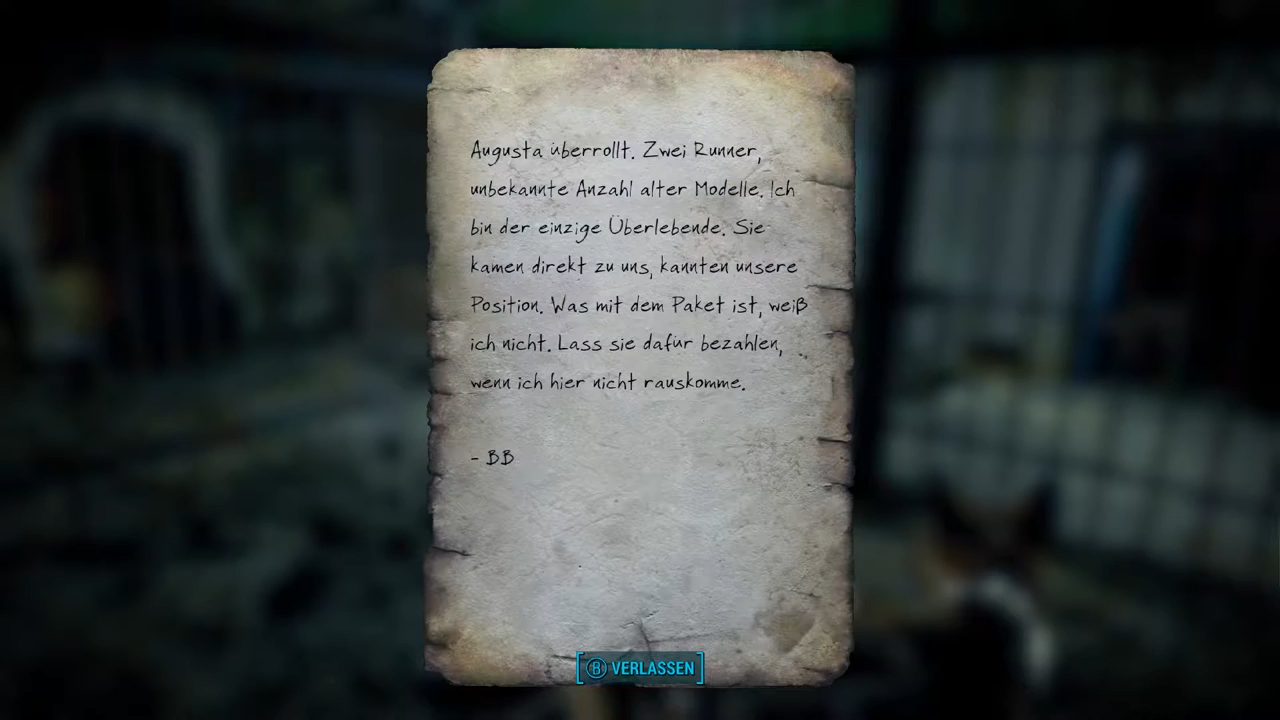 Augusta überrollt. Zwei Runner,
unbekannte Anzahl alter Modelle. Ich
bin der einzige Überlebende. Sie
kamen direkt zu uns, kannten unsere
Position. Was mit dem Paket ist, weiß
ich nicht. Lass sie dafür bezahlen,
wenn ich hier nicht rauskomme.
- BB
B VERLASSEN